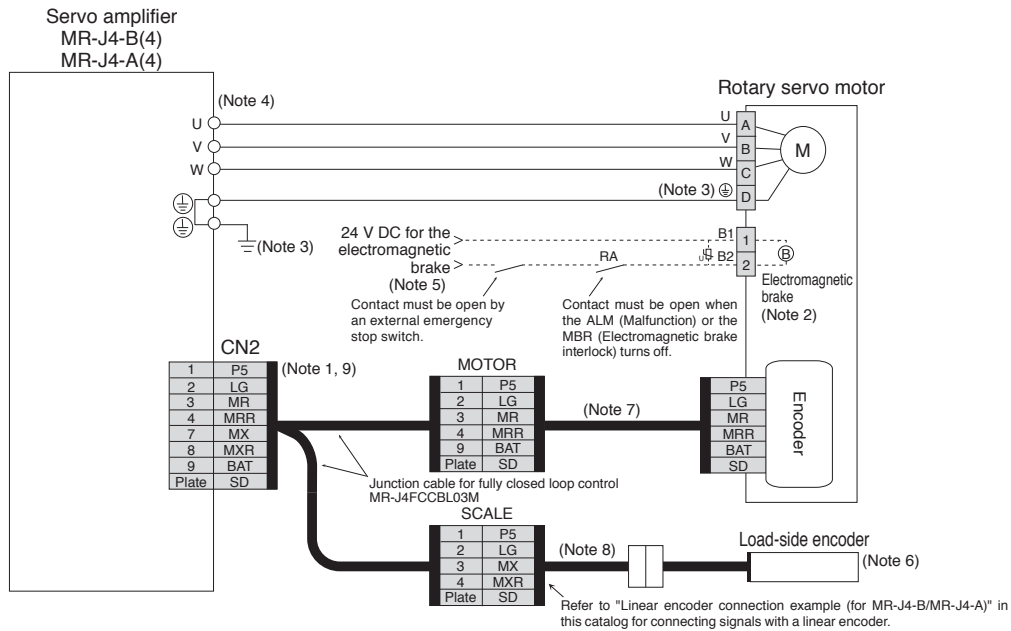 Servo amplifier
MR-J4-B(4)
MR-J4-A(4)
Rotary servo motor
(Note 4)
U
V
W
U
V
W
A
B
C
D
M
(Note 3)
(Note 3)
24 V DC for the
electromagnetic
brake
(Note 5)
RA
B1
B2
U
1
2
B
Electromagnetic
brake
(Note 2)
Contact must be open by
an external emergency
stop switch.
Contact must be open when
the ALM (Malfunction) or the
MBR (Electromagnetic brake
interlock) turns off.
CN2
(Note 1, 9)
1 P5
2 LG
3 MR
4 MRR
7 MX
8 MXR
9 BAT
Plate SD
MOTOR
1 P5
2 LG
3 MR
4 MRR
9 BAT
Plate SD
(Note 7)
P5
LG
MR
MRR
BAT
SD
Encoder
Junction cable for fully closed loop control
MR-J4FCCBL03M
SCALE
1 P5
2 LG
3 MX
4 MXR
Plate SD
(Note 8)
Load-side encoder
(Note 6)
Refer to "Linear encoder connection example (for MR-J4-B/MR-J4-A)" in
this catalog for connecting signals with a linear encoder.